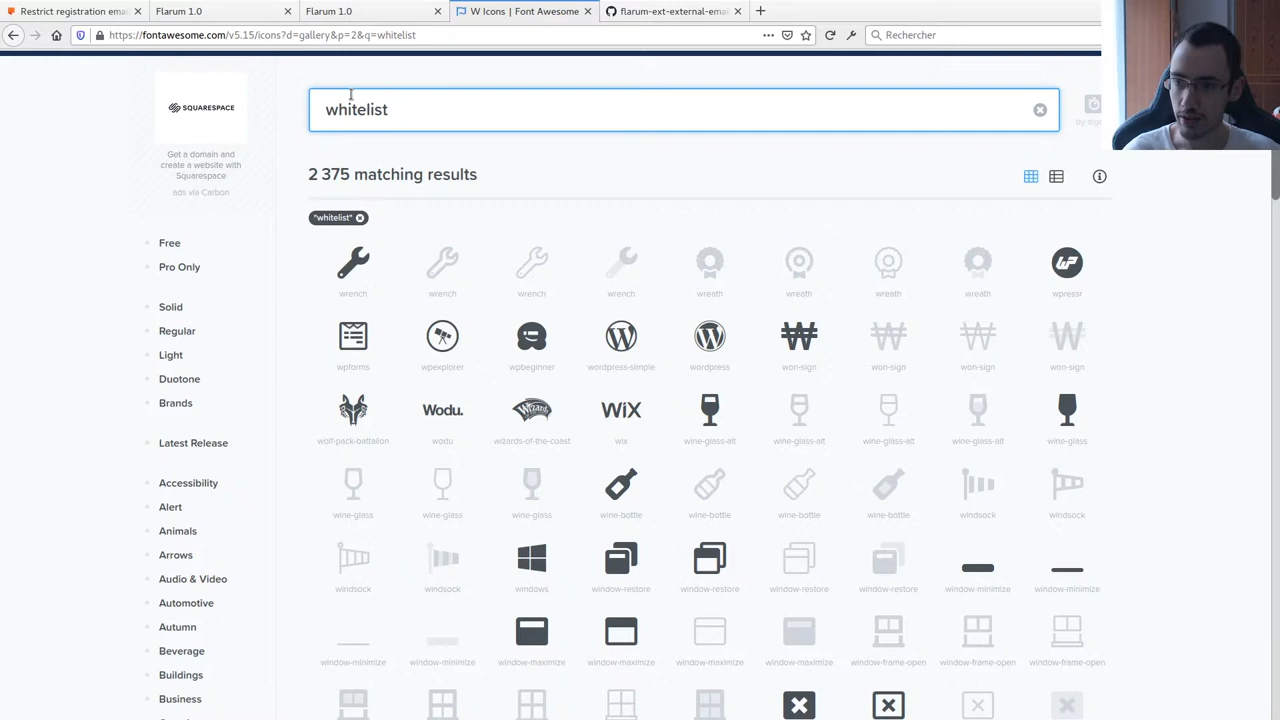 Restrict registration ema
Flarum 1.0
Flarum 1.0
W Icons | Font Awesome
flarum-ext-external-emai
https://fontawesome.com/v5.15/icons?d=gallery&p=2&q=whitelist
Rechercher
SQUARESPACE
Get a domain and
create a website with
Squarespace
ads via Carbon
whitelist
2 375 matching results
"whitelist"
Free
Pro Only
Solid
Regular
Light
Duotone
Brands
Latest Release
Accessibility
Alert
Animals
Arrows
Audio & Video
Automotive
Autumn
Beverage
Buildings
Business
wrench wrench wrench wrench wreath wreath wreath wreath wpressr
wpforms wpexplorer wpbeginner wordpress-simple wordpress won-sign won-sign won-sign won-sign
Wodu. Wizards WiX
wolf-pack-battalion wodu wizards-of-the-coast wix wine-glass-alt wine-glass-alt wine-glass-alt wine-glass-alt wine-glass
wine-glass wine-glass wine-glass wine-bottle wine-bottle wine-bottle wine-bottle windsock windsock
windsock windsock windows window-restore window-restore window-restore window-restore window-minimize window-minimize
window-minimize window-minimize window-maximize window-maximize window-maximize window-maximize window-frame-open window-frame-open window-frame-open